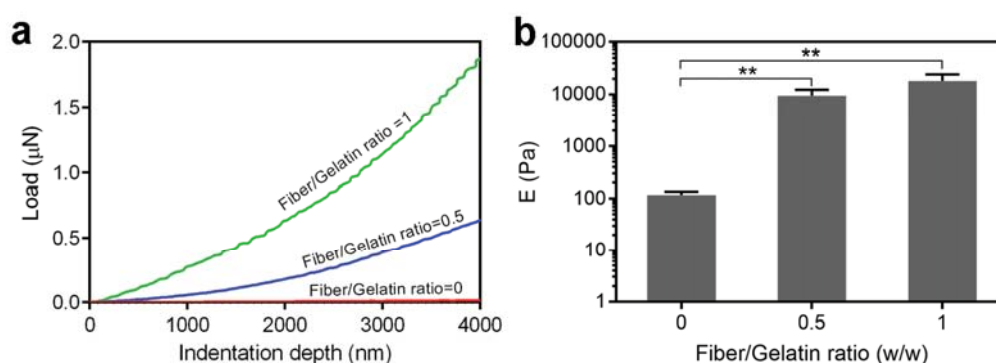 a
2.0
1.5
1.0
0.5
0.0
Load (μN)
Fiber/Gelatin ratio =1
Fiber/Gelatin ratio=0.5
Fiber/Gelatin ratio=0
0 1000 2000 3000 4000
Indentation depth (nm)
b
100000
10000
1000
100
10
1
E (Pa)
**
**
0 0.5 1
Fiber/Gelatin ratio (w/w)